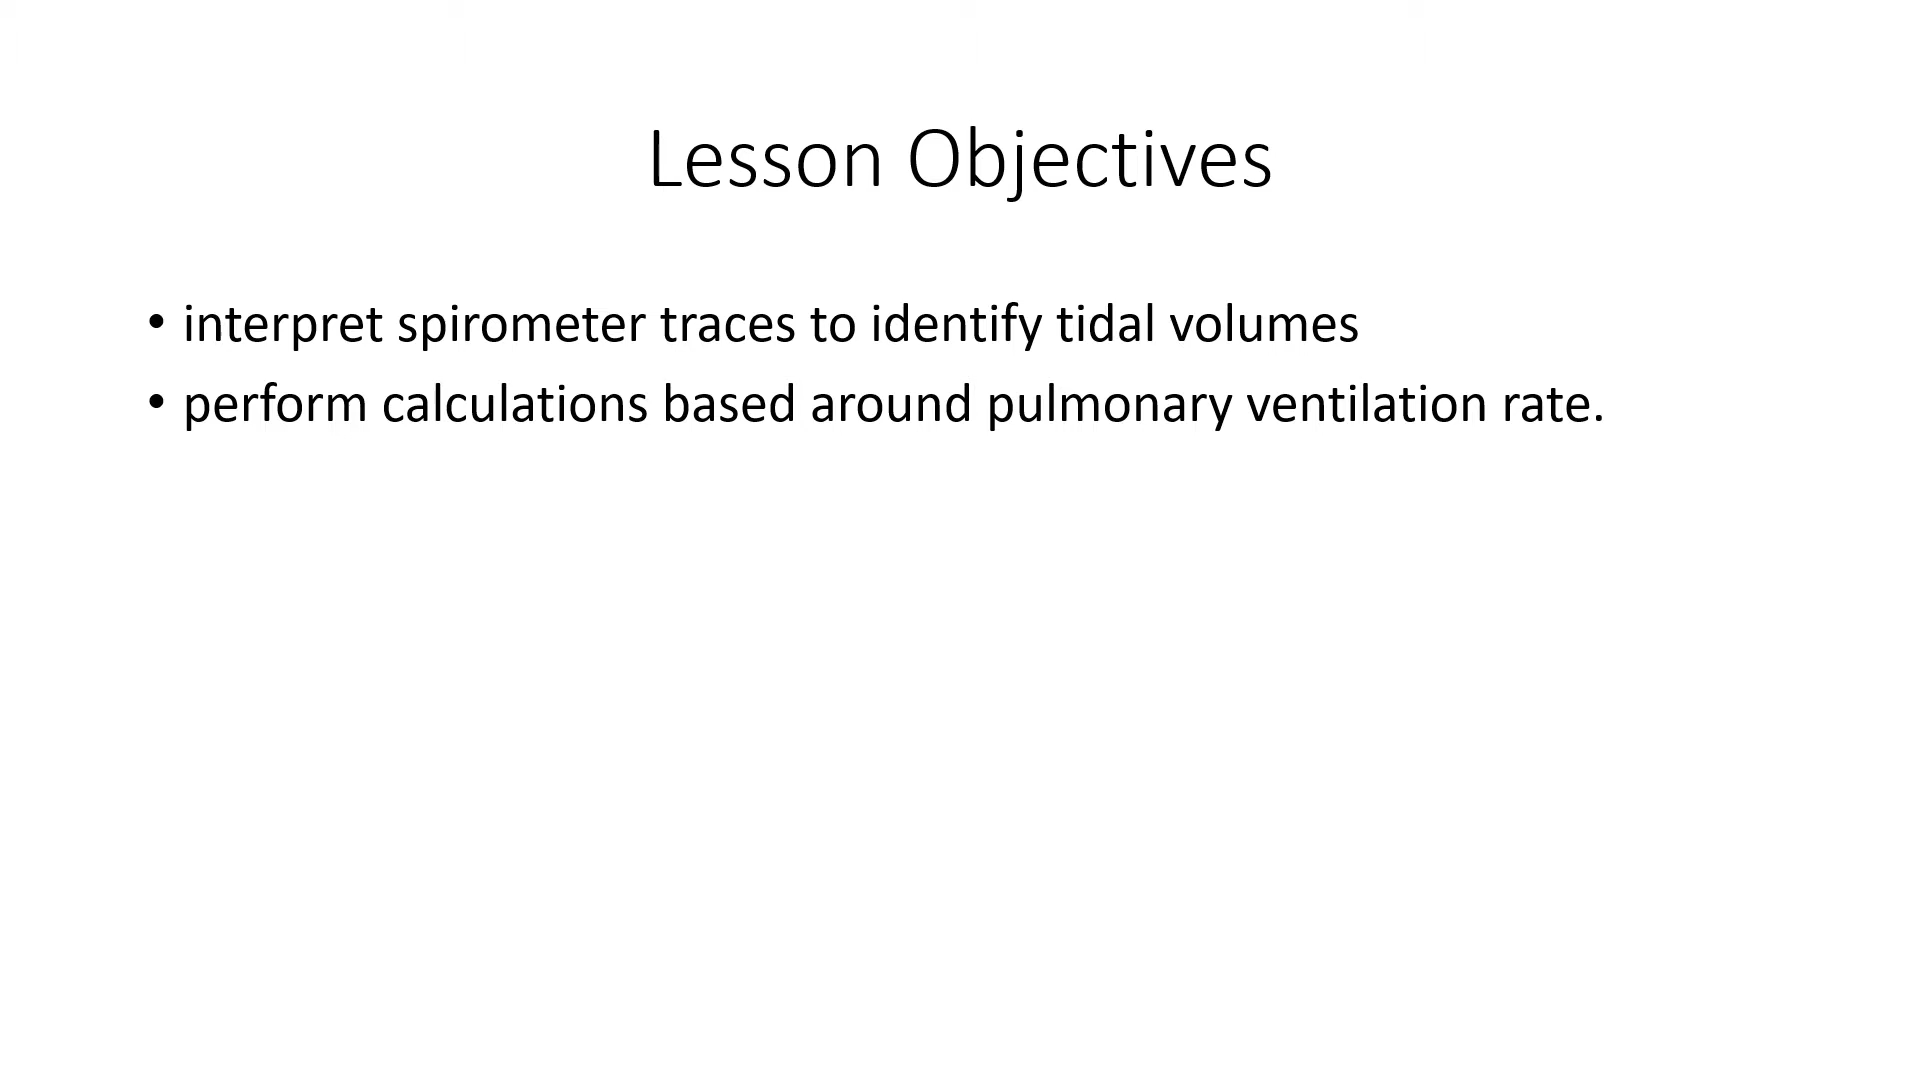 Lesson Objectives
• interpret spirometer traces to identify tidal volumes
• perform calculations based around pulmonary ventilation rate.